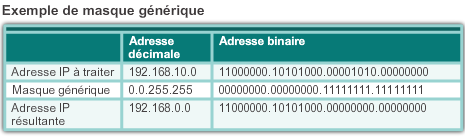 Exemple de masque générique
Adresse décimale Adresse binaire
Adresse IP à traiter 192.168.10.0 11000000.10101000.00001010.00000000
Masque générique 0.0.255.255 00000000.00000000.11111111.11111111
Adresse IP résultante 192.168.0.0 11000000.10101000.00000000.00000000